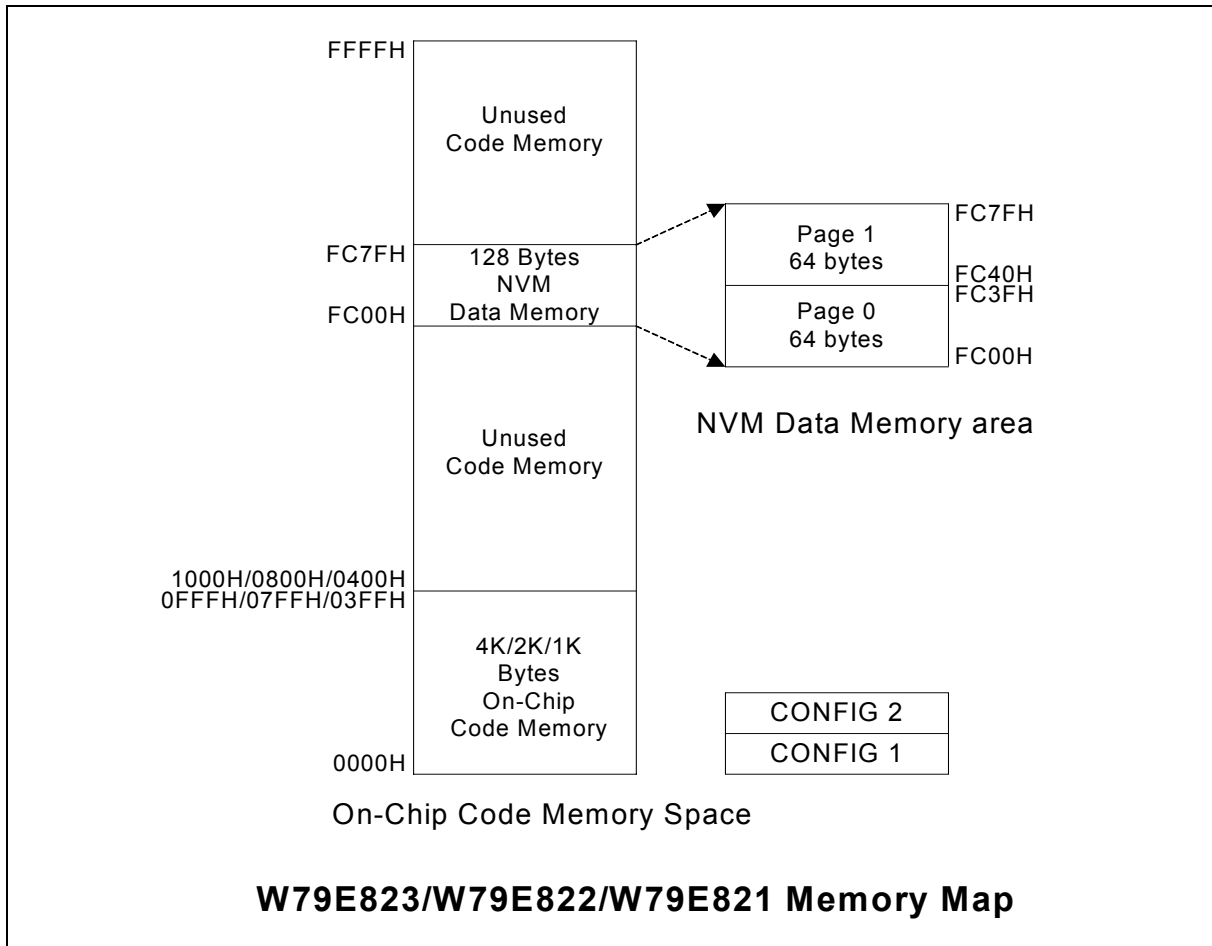 FFFFH
Unused
Code Memory
FC7FH
128 Bytes
NVM
Data Memory
FC00H
FC7FH
Page 1
64 bytes
FC40H
FC3FH
Page 0
64 bytes
FC00H
NVM Data Memory area
Unused
Code Memory
1000H/0800H/0400H
0FFFH/07FFH/03FFH
4K/2K/1K
Bytes
On-Chip
Code Memory
0000H
CONFIG 2
CONFIG 1
On-Chip Code Memory Space
W79E823/W79E822/W79E821 Memory Map